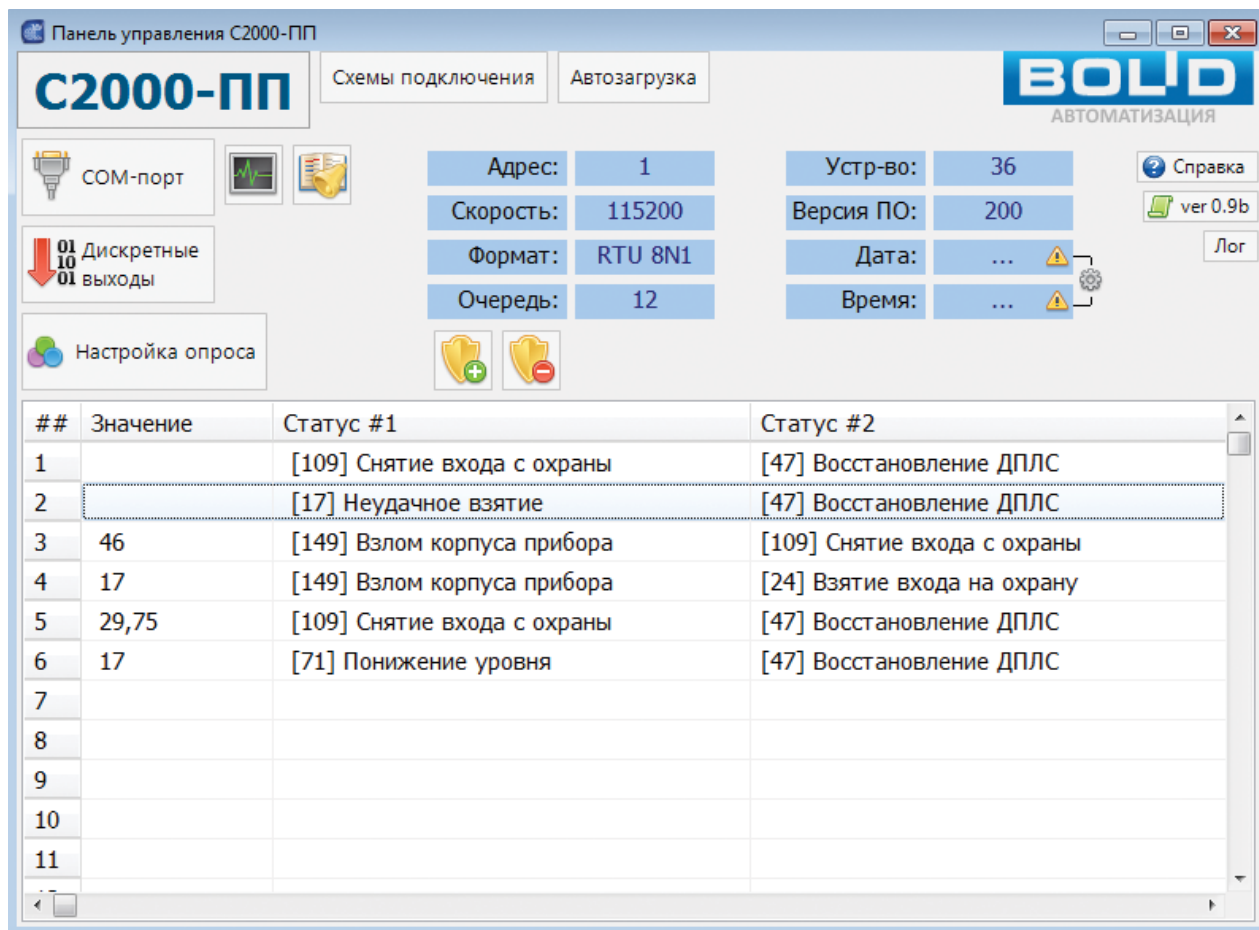 Панель управления С2000-ПП
С2000-ПП
Схемы подключения
Автозагрузка
BOLID
АВТОМАТИЗАЦИЯ
COM-порт
Адрес: 1
Устр-во: 36
Справка
Скорость: 115200
Версия ПО: 200
ver 0.9b
01 Дискретные
10
01 выходы
Формат: RTU 8N1
Дата: ...
Лог
Очередь: 12
Время: ...
Настройка опроса
## Значение Статус #1 Статус #2
1 [109] Снятие входа с охраны [47] Восстановление ДПЛС
2 [17] Неудачное взятие [47] Восстановление ДПЛС
3 46 [149] Взлом корпуса прибора [109] Снятие входа с охраны
4 17 [149] Взлом корпуса прибора [24] Взятие входа на охрану
5 29,75 [109] Снятие входа с охраны [47] Восстановление ДПЛС
6 17 [71] Понижение уровня [47] Восстановление ДПЛС
7
8
9
10
11